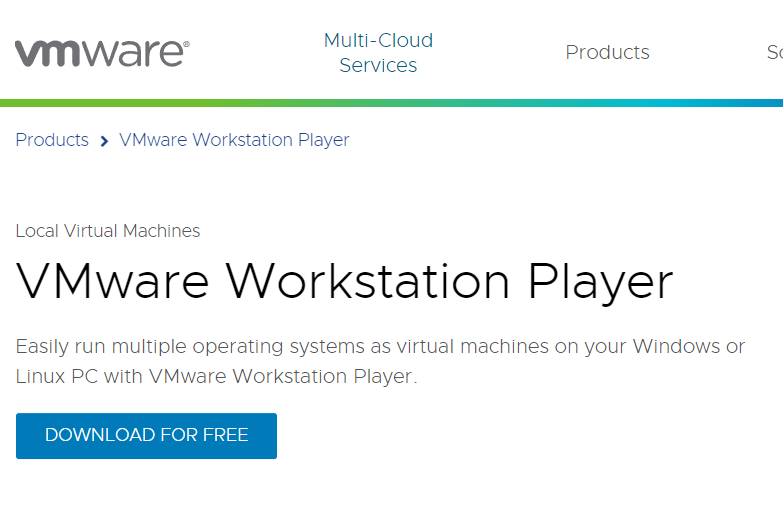 vmware®
Multi-Cloud
Services
Products
Products > VMware Workstation Player
Local Virtual Machines
VMware Workstation Player
Easily run multiple operating systems as virtual machines on your Windows or
Linux PC with VMware Workstation Player.
DOWNLOAD FOR FREE